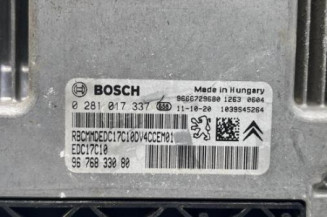 BOSCH
Made in Hungary
0 281 017 337
9666729680 1263 0604
11-10-20 1039S45264
RBCMMDEDC17C10DV4CCEM01
EDC17C10
96 768 330 80